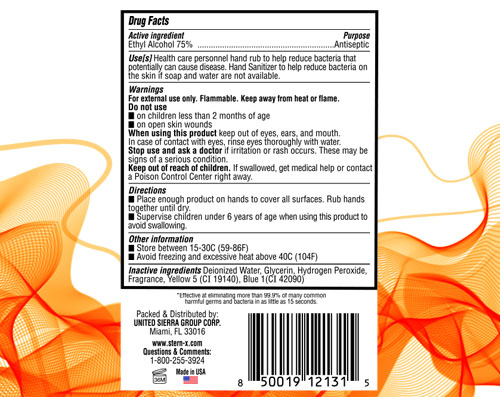 Drug Facts
Active ingredient Purpose
Ethyl Alcohol 75% ........................................................Antiseptic
Use[s] Health care personnel hand rub to help reduce bacteria that
potentially can cause disease. Hand Sanitizer to help reduce bacteria on
the skin if soap and water are not available.
Warnings
For external use only. Flammable. Keep away from heat or flame.
Do not use
■ on children less than 2 months of age
■ on open skin wounds
When using this product keep out of eyes, ears, and mouth.
In case of contact with eyes, rinse eyes thoroughly with water.
Stop use and ask a doctor if irritation or rash occurs. These may be
signs of a serious condition.
Keep out of reach of children. If swallowed, get medical help or contact
a Poison Control Center right away.
Directions
■ Place enough product on hands to cover all surfaces. Rub hands
together until dry.
■ Supervise children under 6 years of age when using this product to
avoid swallowing.
Other information
■ Store between 15-30C (59-86F)
■ Avoid freezing and excessive heat above 40C (104F)
Inactive ingredients Deionized Water, Glycerin, Hydrogen Peroxide,
Fragrance, Yellow 5 (CI 19140), Blue 1(CI 42090)
*Effective at eliminating more than 99.9% of many common
harmful germs and bacteria in as little as 15 seconds.
Packed & Distributed by:
UNITED SIERRA GROUP CORP.
Miami, FL 33016
www.stern-x.com
Questions & Comments:
1-800-255-3924
36M
Made in USA
8 50019 12131 5